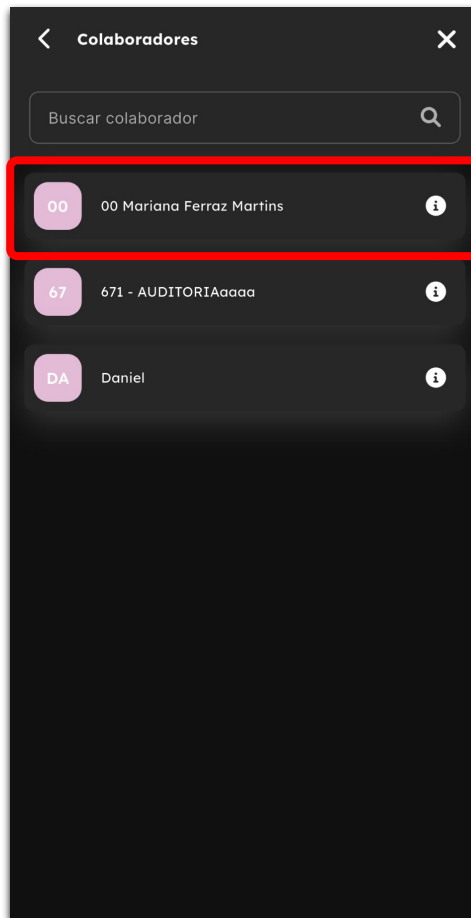 Colaboradores
Buscar colaborador
00 00 Mariana Ferraz Martins
67 671 - AUDITORIAaaaa
DA Daniel